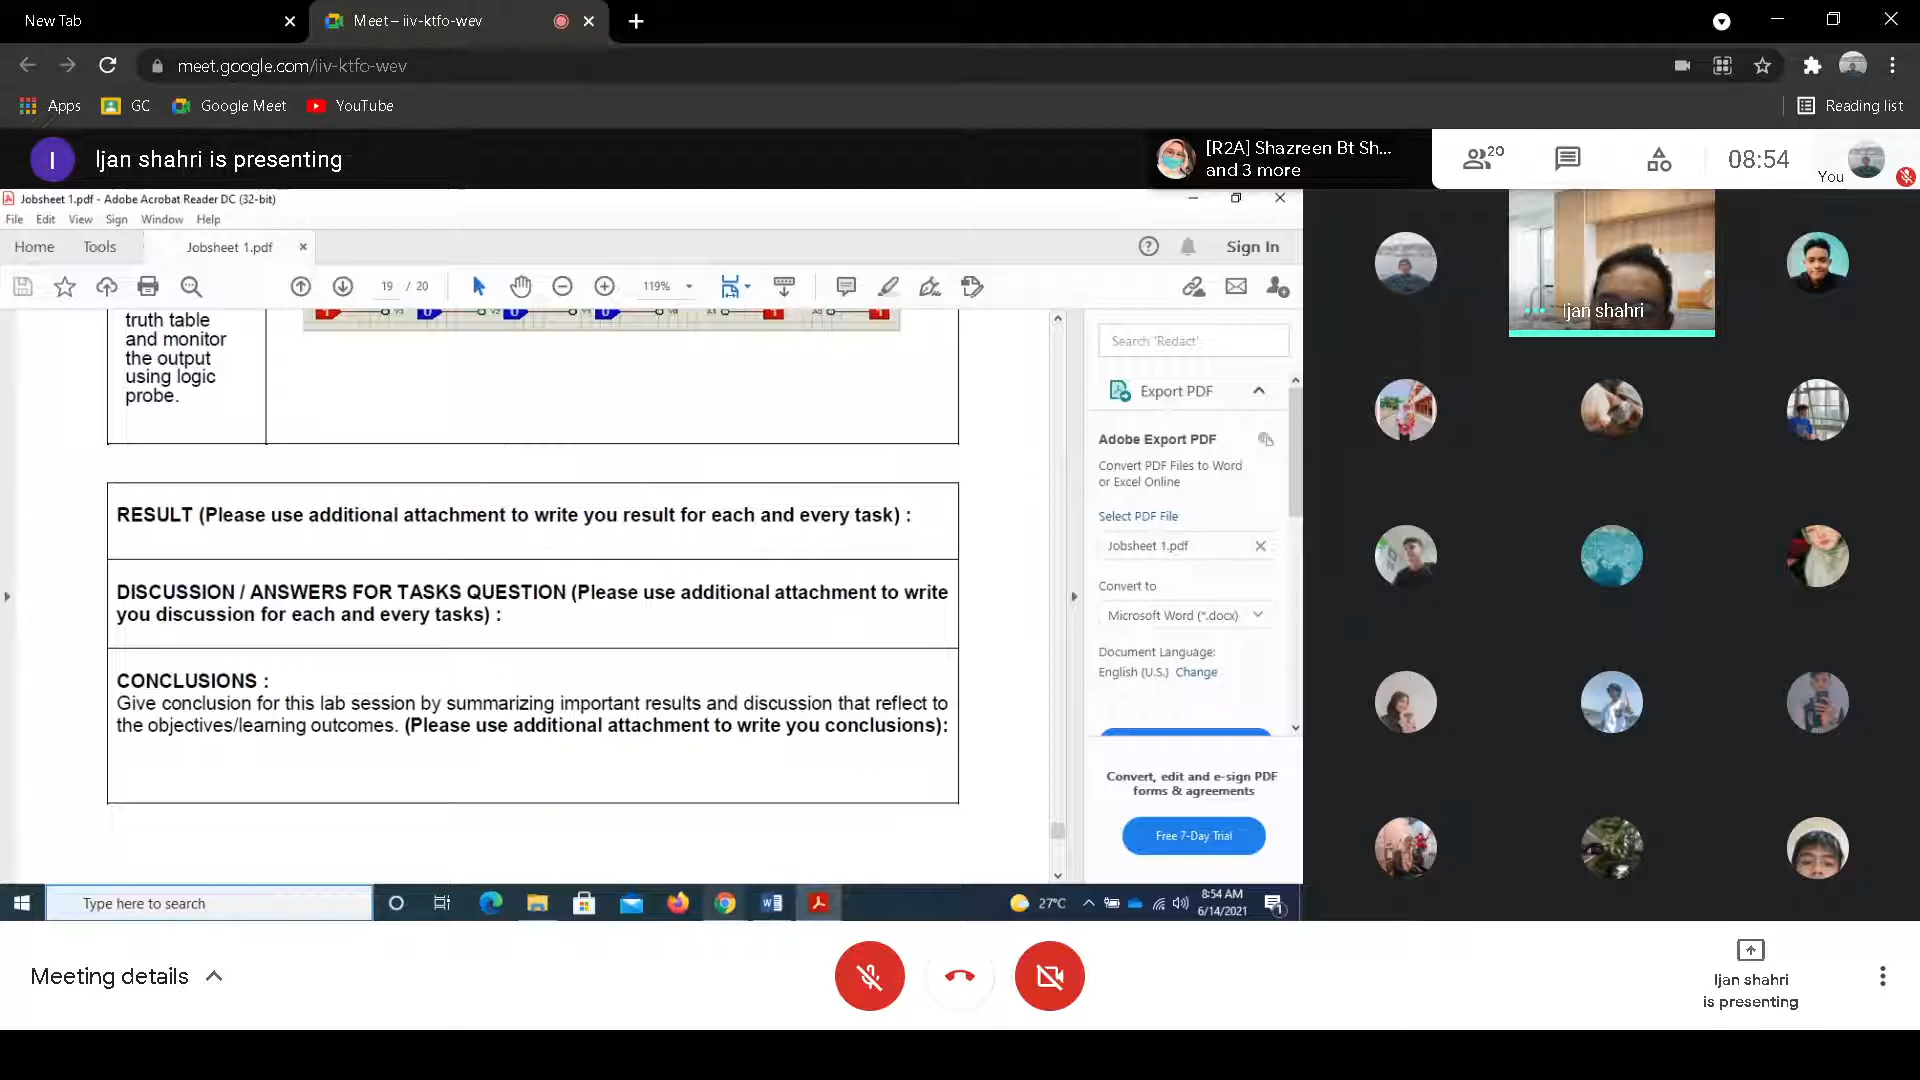 New Tab
Meet – iiv-ktfo-wev
meet.google.com/iiv-ktfo-wev
Apps
GC
Google Meet
YouTube
Reading list
I
Ijan shahri is presenting
[R2A] Shazreen Bt Sh...
and 3 more
20
08:54
You
Jobsheet 1.pdf - Adobe Acrobat Reader DC (32-bit)
File Edit View Sign Window Help
Home
Tools
Jobsheet 1.pdf
Sign In
19 / 20
119%
truth table
and monitor
the output
using logic
probe.
RESULT (Please use additional attachment to write you result for each and every task) :
DISCUSSION / ANSWERS FOR TASKS QUESTION (Please use additional attachment to write
you discussion for each and every tasks) :
CONCLUSIONS :
Give conclusion for this lab session by summarizing important results and discussion that reflect to
the objectives/learning outcomes. (Please use additional attachment to write you conclusions):
Search 'Redact'
Export PDF
Adobe Export PDF
Convert PDF Files to Word
or Excel Online
Select PDF File
Jobsheet 1.pdf
Convert to
Microsoft Word (*.docx)
Document Language:
English (U.S.) Change
Convert, edit and e-sign PDF
forms & agreements
Free 7-Day Trial
Ijan shahri
Type here to search
27°C
8:54 AM
6/14/2021
1
Meeting details
Ijan shahri
is presenting